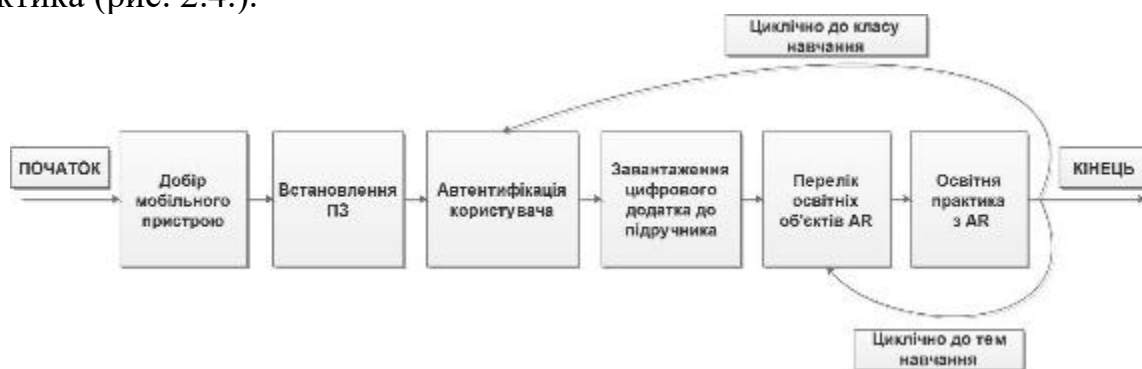 ктика (рис. 2.4.).
Циклічно до класу
навчання
ПОЧАТОК
Добір
мобільного
пристрою
Встановлення
ПЗ
Автентифікація
користувача
Завантаження
цифрового
додатка до
підручника
Перелік
освітніх
об'єктів AR
Освітня
практика
з AR
КІНЕЦЬ
Циклічно до тем
навчання